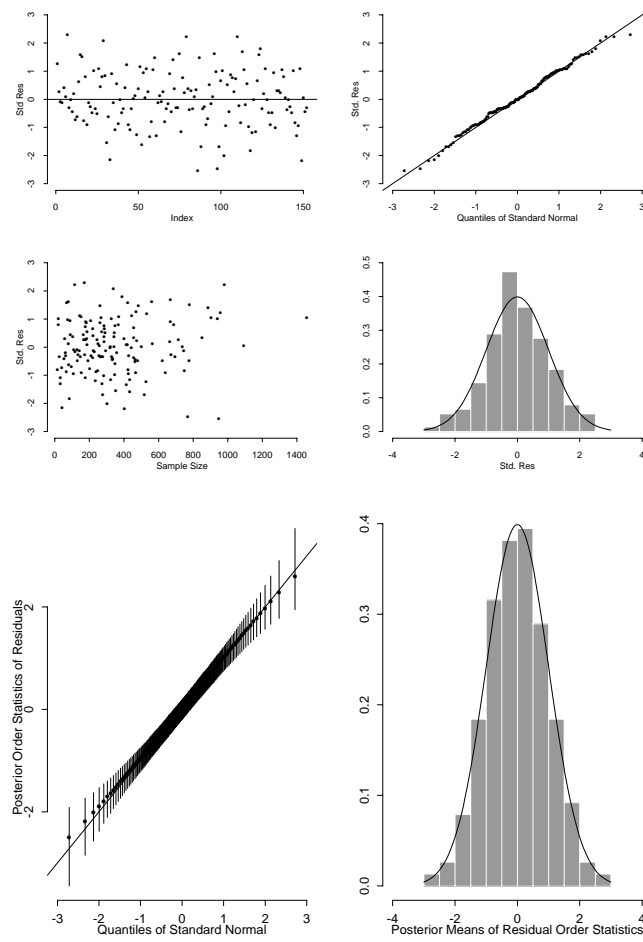 3
2
1
0
-1
-2
-3
Std Res
0 50 100 150
Index
3
2
1
0
-1
-2
-3
Std. Res
-3 -2 -1 0 1 2 3
Quantiles of Standard Normal
3
2
1
0
-1
-2
-3
Std. Res
0 200 400 600 800 1000 1200 1400
Sample Size
0.5
0.4
0.3
0.2
0.1
0.0
-4 -2 0 2 4
Std. Res
2
0
-2
Posterior Order Statistics of Residuals
-3 -2 -1 0 1 2 3
Quantiles of Standard Normal
0.4
0.3
0.2
0.1
0.0
-4 -2 0 2 4
Posterior Means of Residual Order Statistics